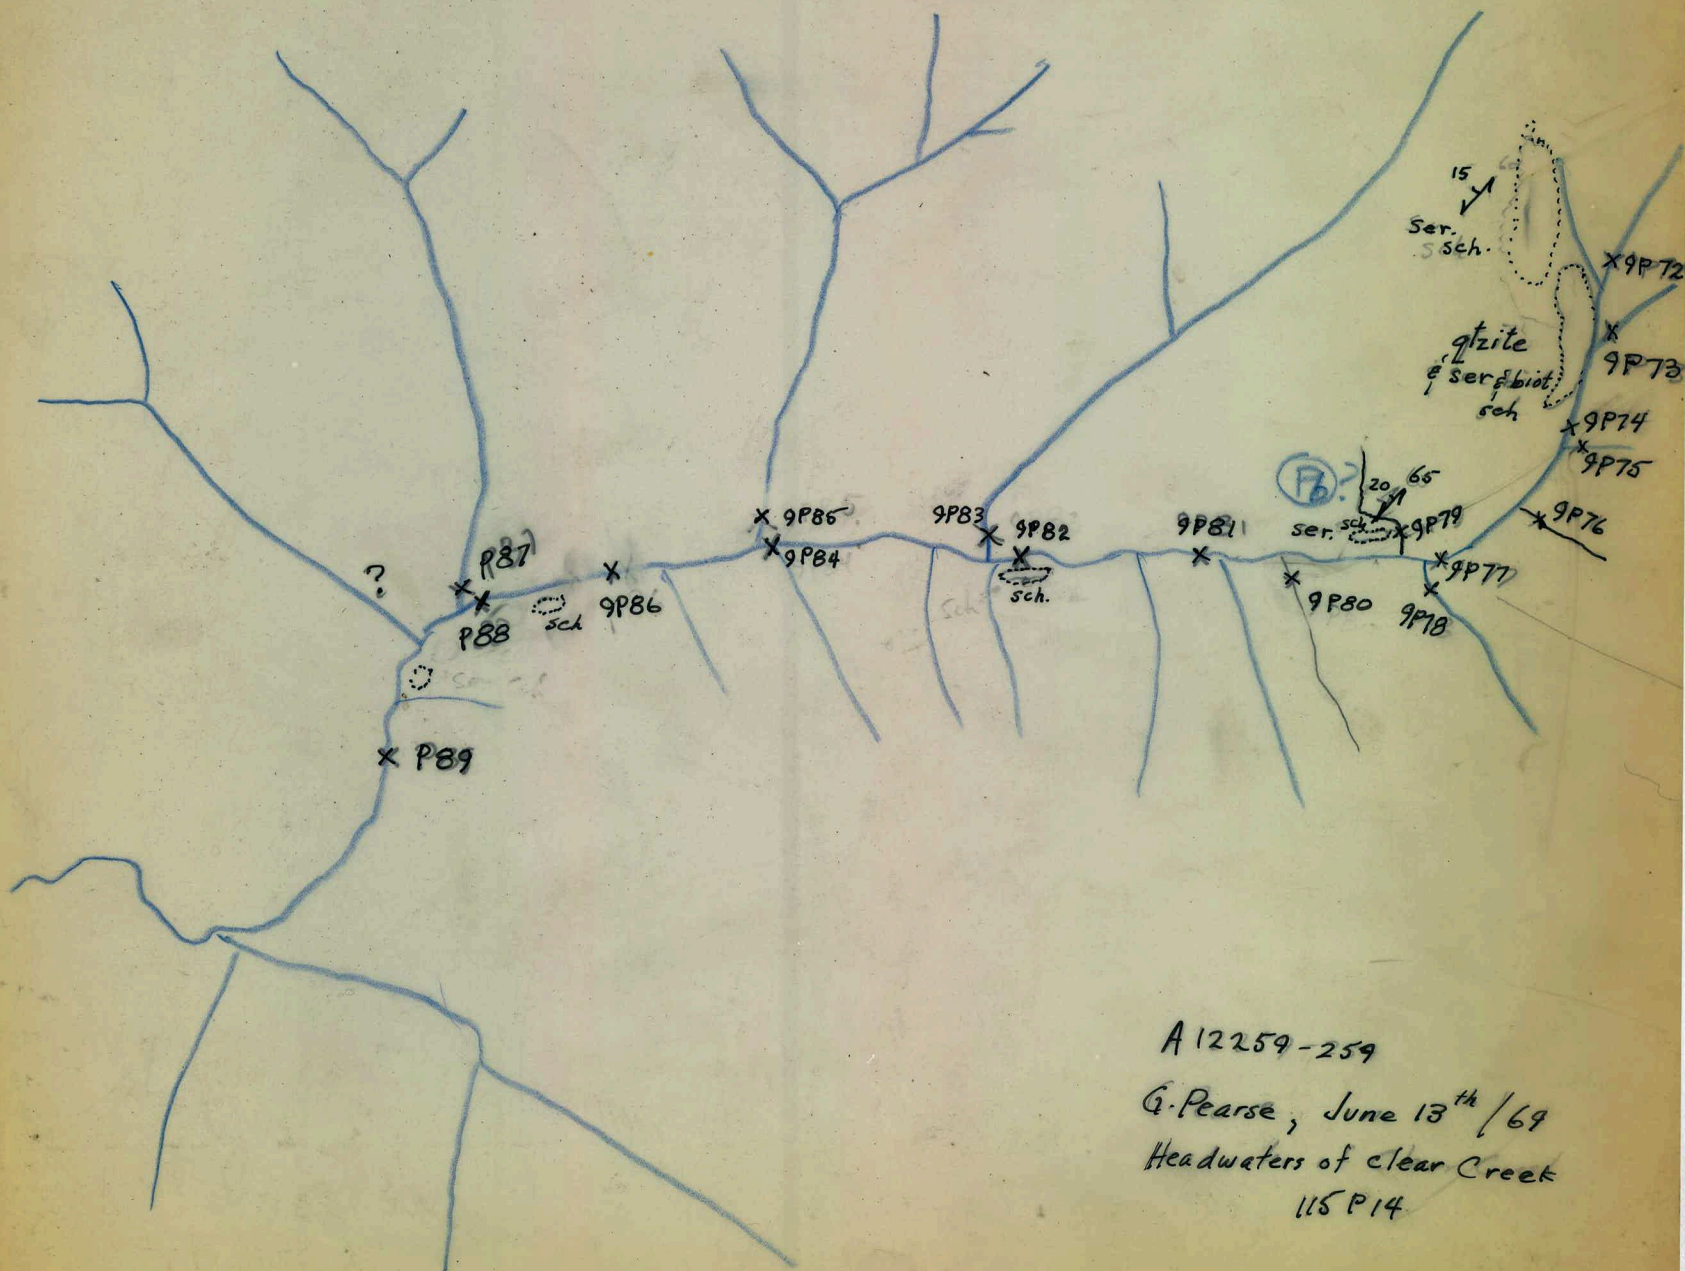 15
ser.
sch.
9P72
qtzite
& ser & biot
sch
9P73
9P74
9P75
Pb ?
20 65
ser. sch
9P79
9P76
9P77
9P78
9P80
9P81
9P83
9P82
sch.
9P85
9P84
9P86
sch
P87
P88
?
P89
A 12259-259
G. Pearse, June 13th/69
Headwaters of clear Creek
115 P 14